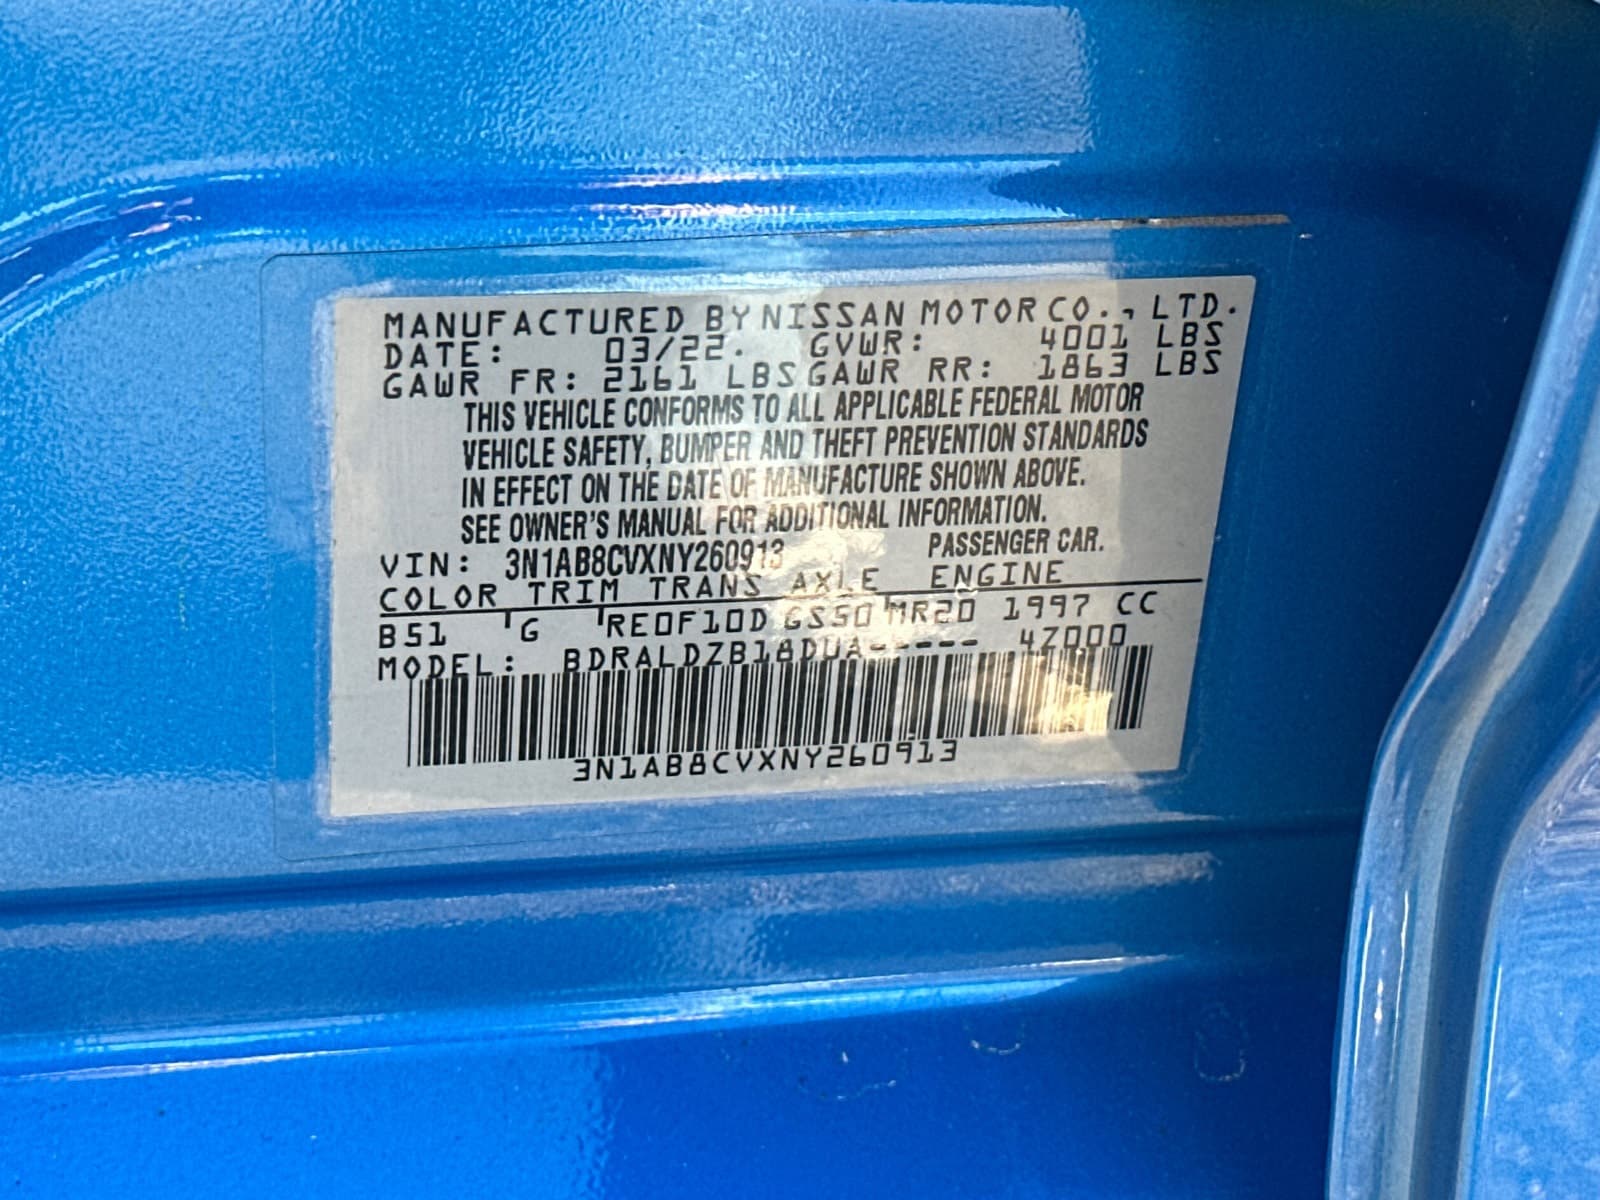 MANUFACTURED BY NISSAN MOTOR CO., LTD.
DATE: 03/22. GVWR: 4001 LBS
GAWR FR: 2161 LBS GAWR RR: 1863 LBS
THIS VEHICLE CONFORMS TO ALL APPLICABLE FEDERAL MOTOR
VEHICLE SAFETY, BUMPER AND THEFT PREVENTION STANDARDS
IN EFFECT ON THE DATE OF MANUFACTURE SHOWN ABOVE.
SEE OWNER'S MANUAL FOR ADDITIONAL INFORMATION.
VIN: 3N1AB8CVXNY260913 PASSENGER CAR.
COLOR TRIM TRANS AXLE ENGINE
B51 G RE0F10D GS50 MR20 1997 CC
MODEL: BDRALDZB18DUA----- 4Z000
3N1AB8CVXNY260913